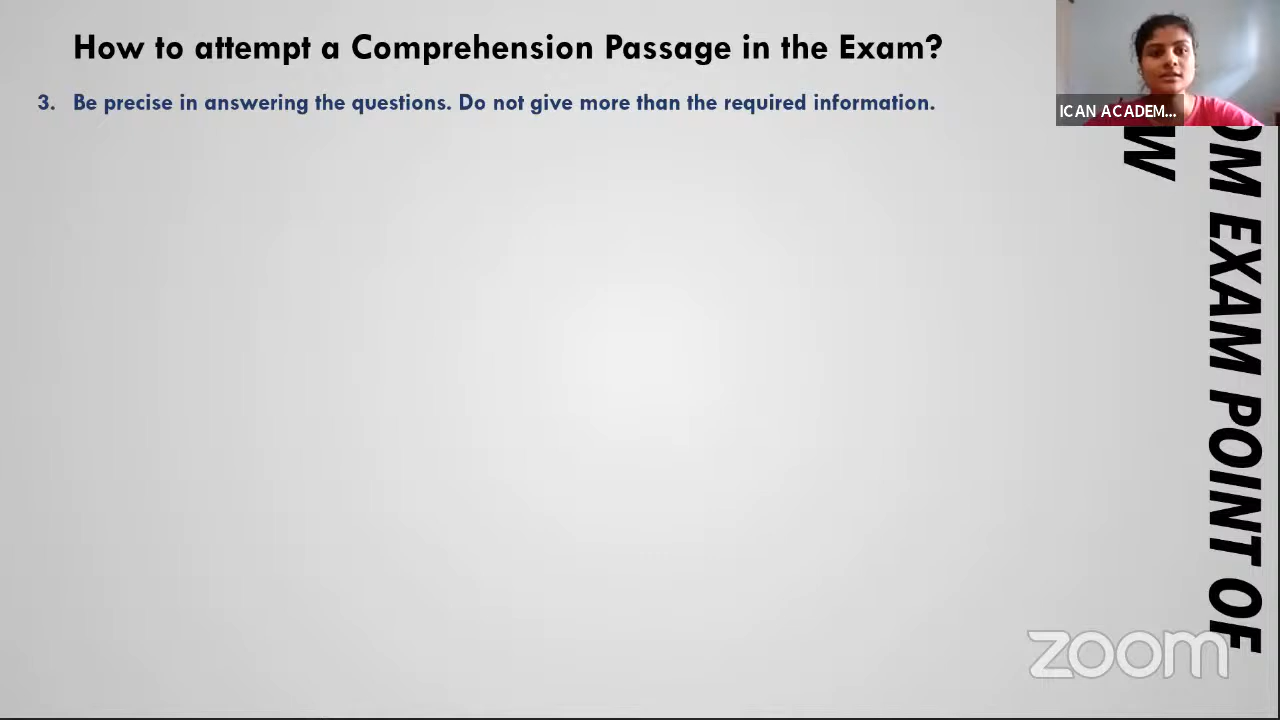 How to attempt a Comprehension Passage in the Exam?
3. Be precise in answering the questions. Do not give more than the required information.
ICAN ACADEM...
EXAM POINT OF
zoom